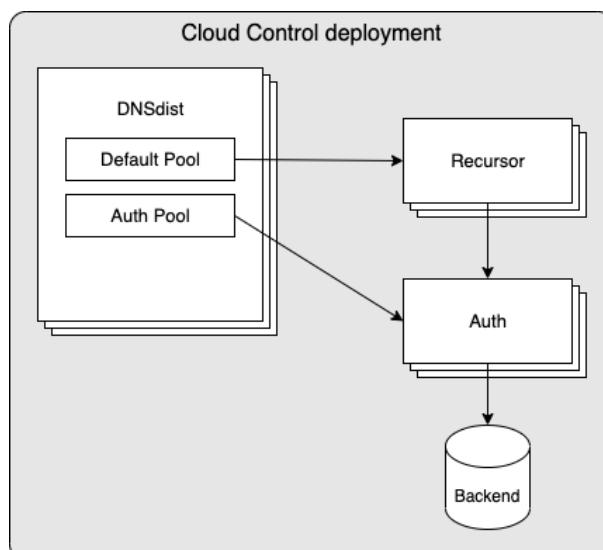 Cloud Control deployment
DNSdist
Default Pool
Auth Pool
Recursor
Auth
Backend